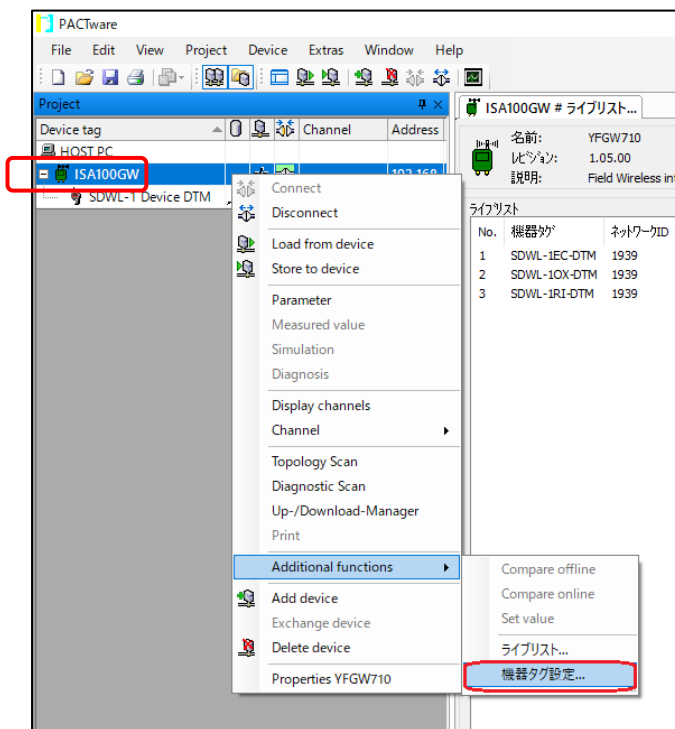 PACTware
File Edit View Project Device Extras Window Help
Project
Device tag Channel Address
HOST PC
ISA100GW
SDWL-1 Device DTM
Connect
Disconnect
Load from device
Store to device
Parameter
Measured value
Simulation
Diagnosis
Display channels
Channel
Topology Scan
Diagnostic Scan
Up-/Download-Manager
Print
Additional functions
Add device
Exchange device
Delete device
Properties YFGW710
Compare offline
Compare online
Set value
ライブリスト...
機器タグ設定...
ISA100GW # ライブリスト...
名前: YFGW710
レビジョン: 1.05.00
説明: Field Wireless
ライブリスト
No. 機器タグ ネットワークID
1 SDWL-1EC-DTM 1939
2 SDWL-1OX-DTM 1939
3 SDWL-1RI-DTM 1939